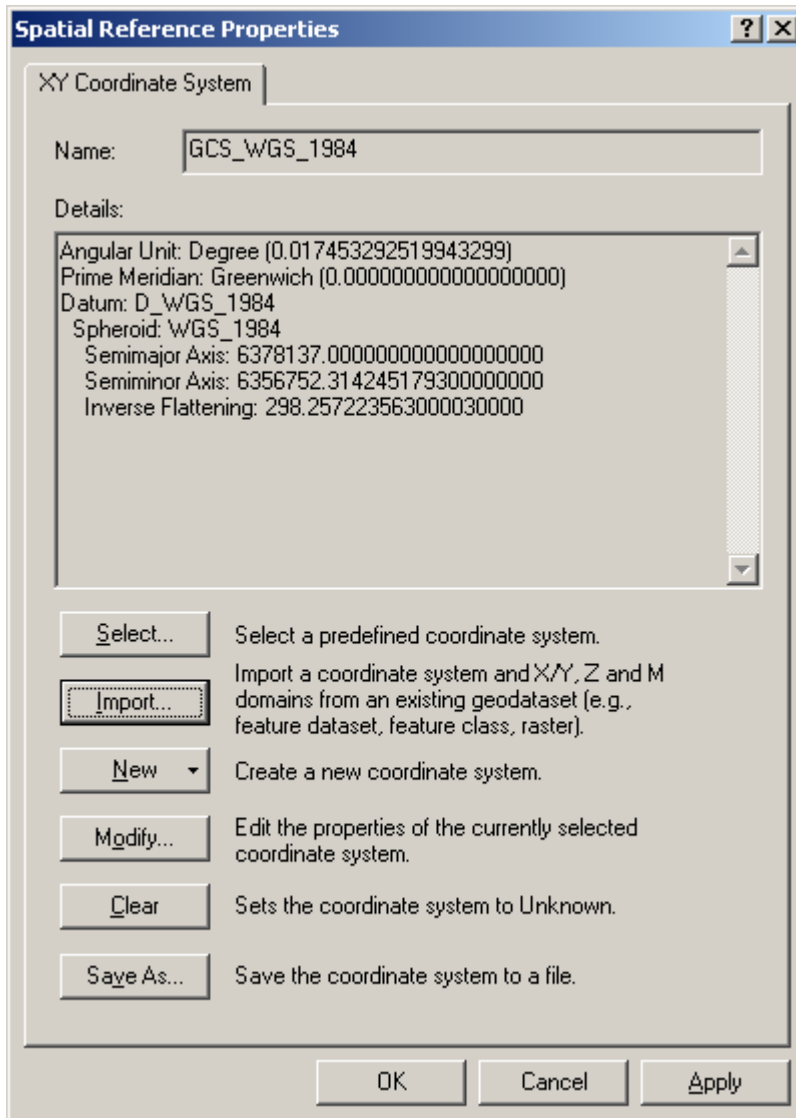 Spatial Reference Properties
XY Coordinate System
Name: GCS_WGS_1984
Details:
Angular Unit: Degree (0.017453292519943299)
Prime Meridian: Greenwich (0.000000000000000000)
Datum: D_WGS_1984
Spheroid: WGS_1984
Semimajor Axis: 6378137.000000000000000000
Semiminor Axis: 6356752.314245179300000000
Inverse Flattening: 298.257223563000030000
Select... Select a predefined coordinate system.
Import a coordinate system and X/Y, Z and M
Import... domains from an existing geodataset (e.g.,
feature dataset, feature class, raster).
New Create a new coordinate system.
Modify... Edit the properties of the currently selected
coordinate system.
Clear Sets the coordinate system to Unknown.
Save As... Save the coordinate system to a file.
OK Cancel Apply